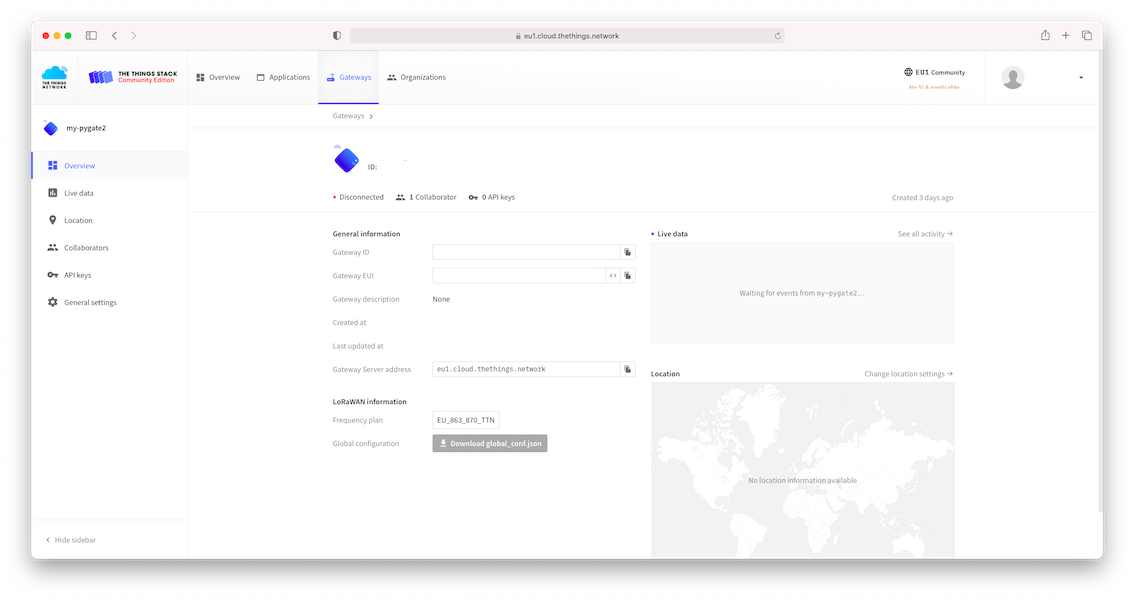 eu1.cloud.thethings.network
THE THINGS NETWORK
THE THINGS STACK
Community Edition
Overview
Applications
Gateways
Organizations
EU1 Community
No SLA applicable
my-pygate2
Overview
Live data
Location
Collaborators
API keys
General settings
Hide sidebar
Gateways
ID:
Disconnected
1 Collaborator
0 API keys
Created 3 days ago
General information
Gateway ID
Gateway EUI
Gateway description None
Created at
Last updated at
Gateway Server address eu1.cloud.thethings.network
LoRaWAN information
Frequency plan EU_863_870_TTN
Global configuration Download global_conf.json
Live data See all activity →
Waiting for events from my-pygate2…
Location Change location settings →
No location information available